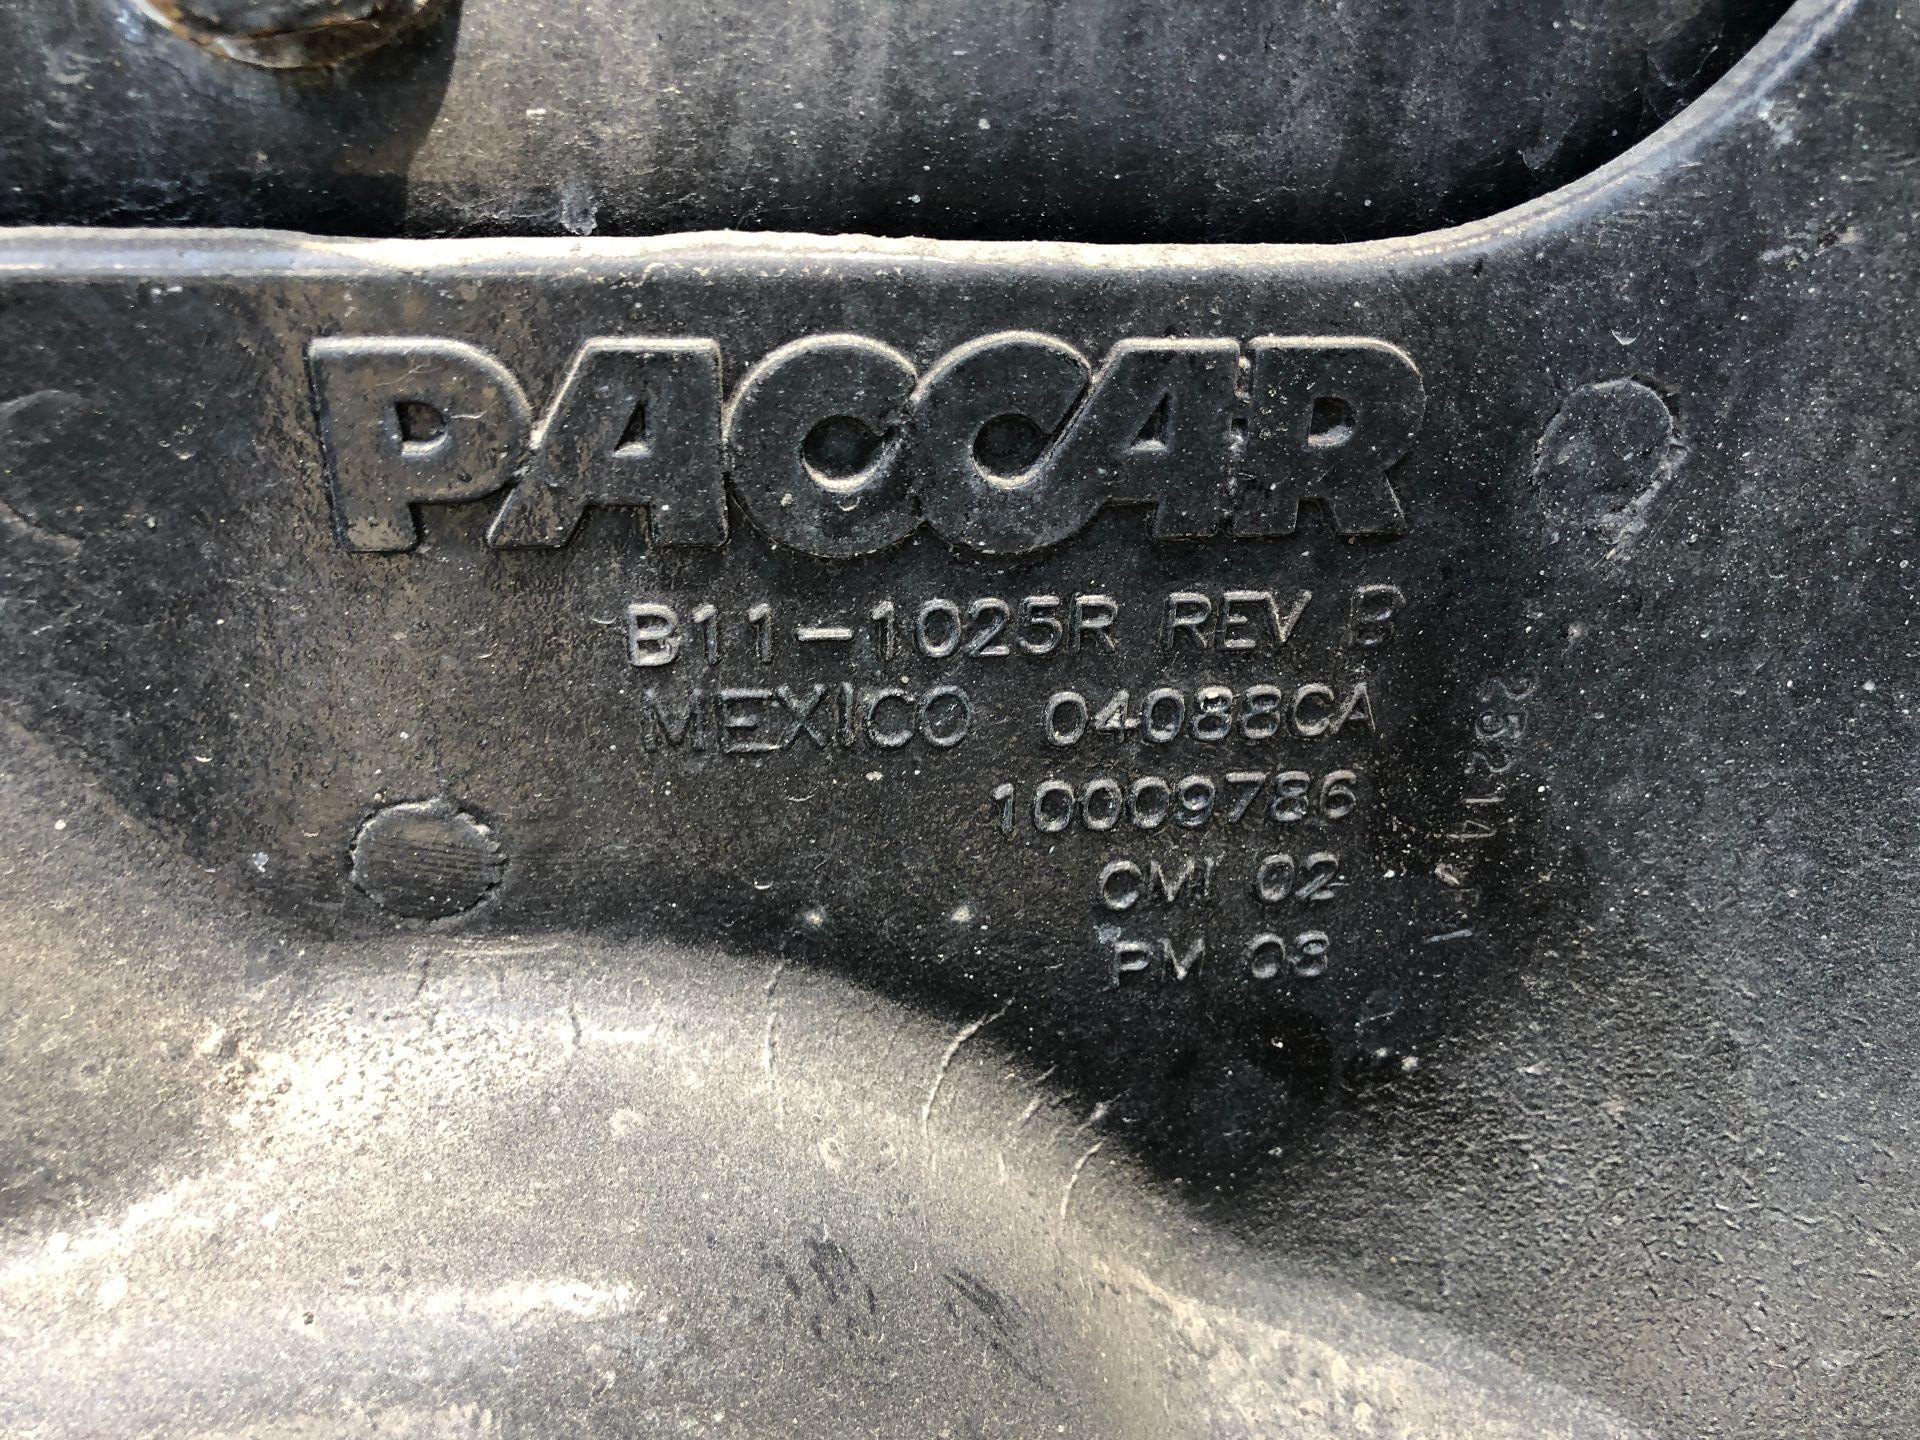 PACCAR
B11-1025R REV B
MEXICO 04088CA
10009786
CMI 02
PM 03